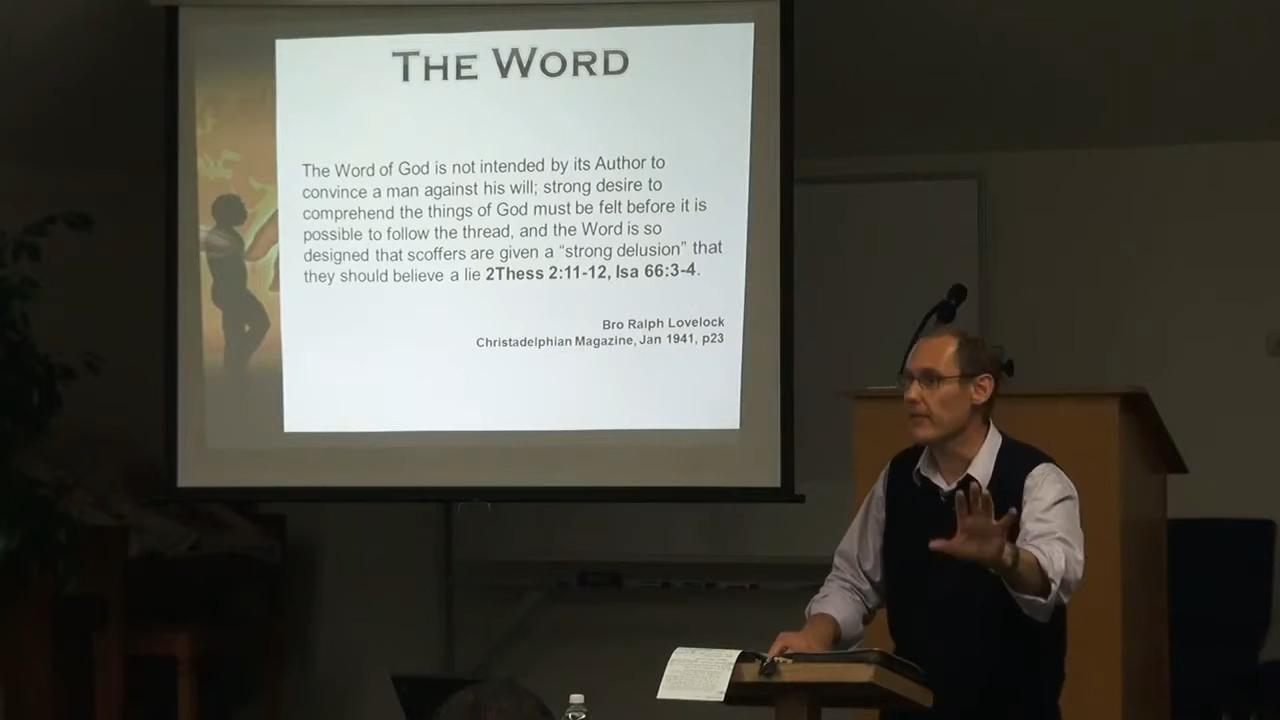 THE WORD
The Word of God is not intended by its Author to
convince a man against his will; strong desire to
comprehend the things of God must be felt before it is
possible to follow the thread, and the Word is so
designed that scoffers are given a “strong delusion” that
they should believe a lie 2Thess 2:11-12, Isa 66:3-4.
Bro Ralph Lovelock
Christadelphian Magazine, Jan 1941, p23